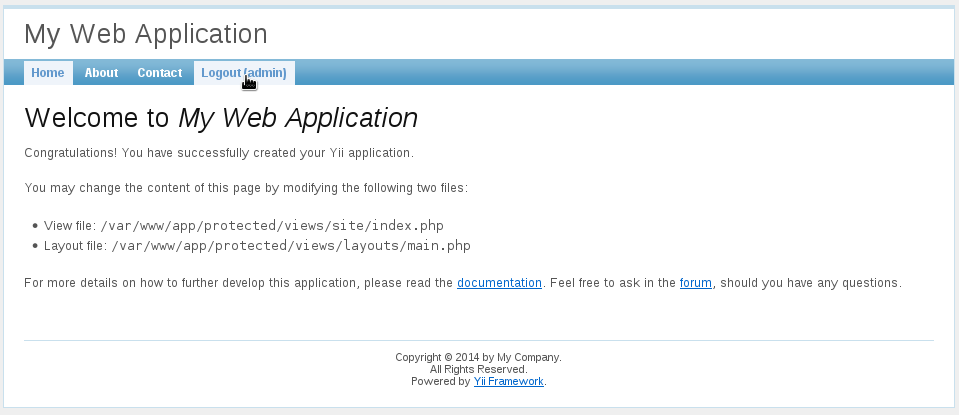 My Web Application
Home About Contact Logout (admin)
Welcome to My Web Application
Congratulations! You have successfully created your Yii application.
You may change the content of this page by modifying the following two files:
• View file: /var/www/app/protected/views/site/index.php
• Layout file: /var/www/app/protected/views/layouts/main.php
For more details on how to further develop this application, please read the documentation. Feel free to ask in the forum, should you have any questions.
Copyright © 2014 by My Company.
All Rights Reserved.
Powered by Yii Framework.